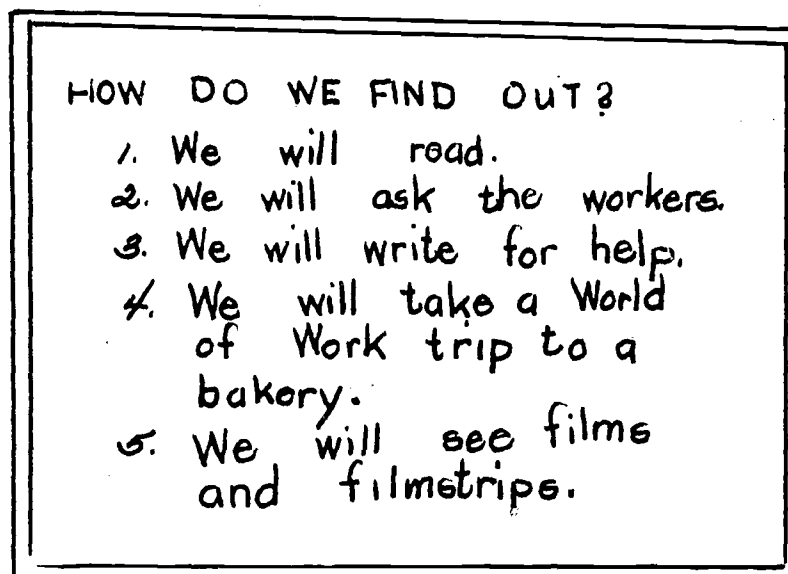 HOW DO WE FIND OUT?
1. We will read.
2. We will ask the workers.
3. We will write for help.
4. We will take a World
of Work trip to a
bakery.
5. We will see films
and filmstrips.